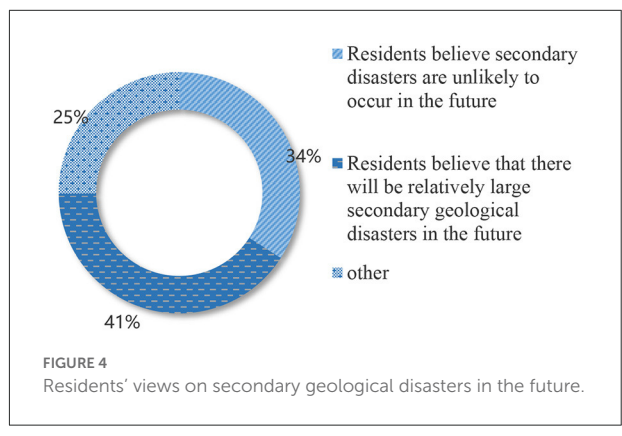 Residents believe secondary
disasters are unlikely to
occur in the future
25%
34%
Residents believe that there
will be relatively large
secondary geological
disasters in the future
other
41%
FIGURE 4
Residents' views on secondary geological disasters in the future.